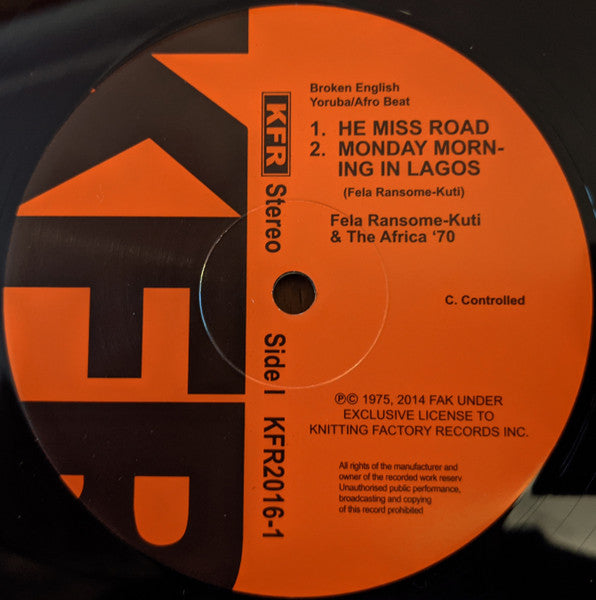 KFR
KFR
Stereo
Side I
KFR2016-1
Broken English
Yoruba/Afro Beat
1. HE MISS ROAD
2. MONDAY MORN-
ING IN LAGOS
(Fela Ransome-Kuti)
Fela Ransome-Kuti
& The Africa ‘70
C. Controlled
℗© 1975, 2014 FAK UNDER
EXCLUSIVE LICENSE TO
KNITTING FACTORY RECORDS INC.
All rights of the manufacturer and
owner of the recorded work reserv
Unauthorised public performance,
broadcasting and copying
of this record prohibited